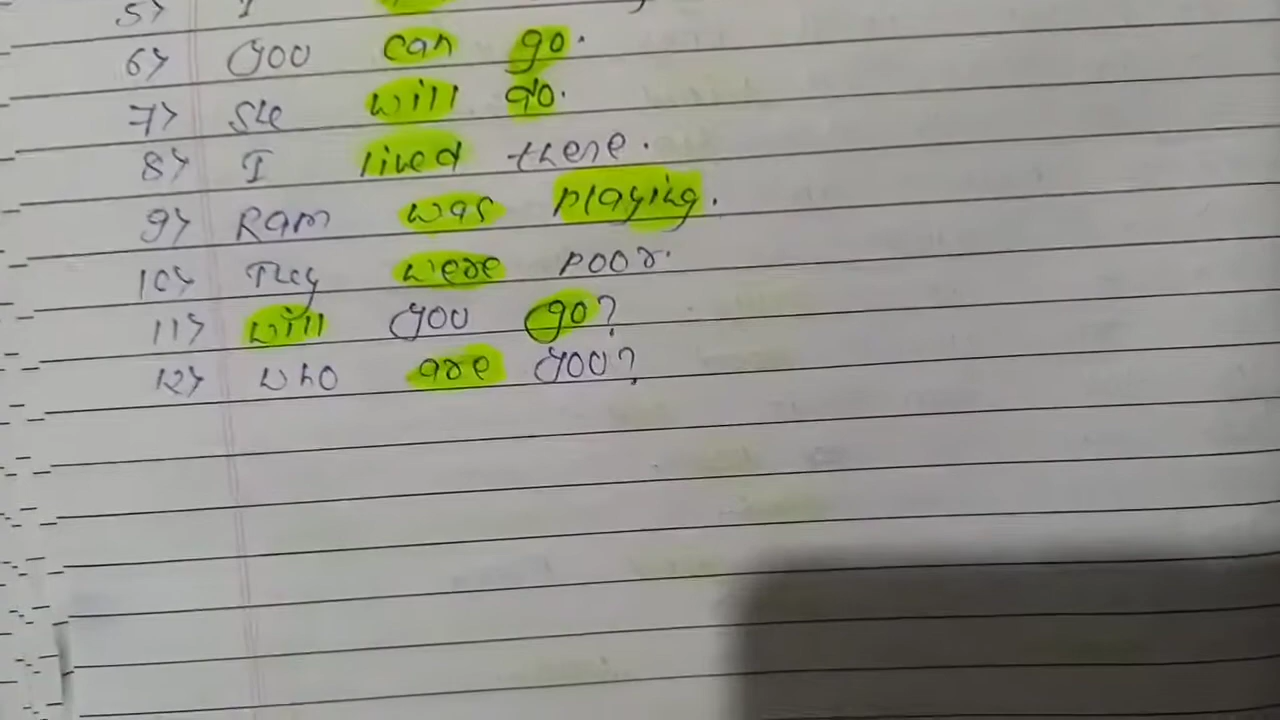 5> I
6> You can go.
7> She will go.
8> I lived there.
9> Ram was playing.
10> They were poor.
11> will you go?
12> who are you?